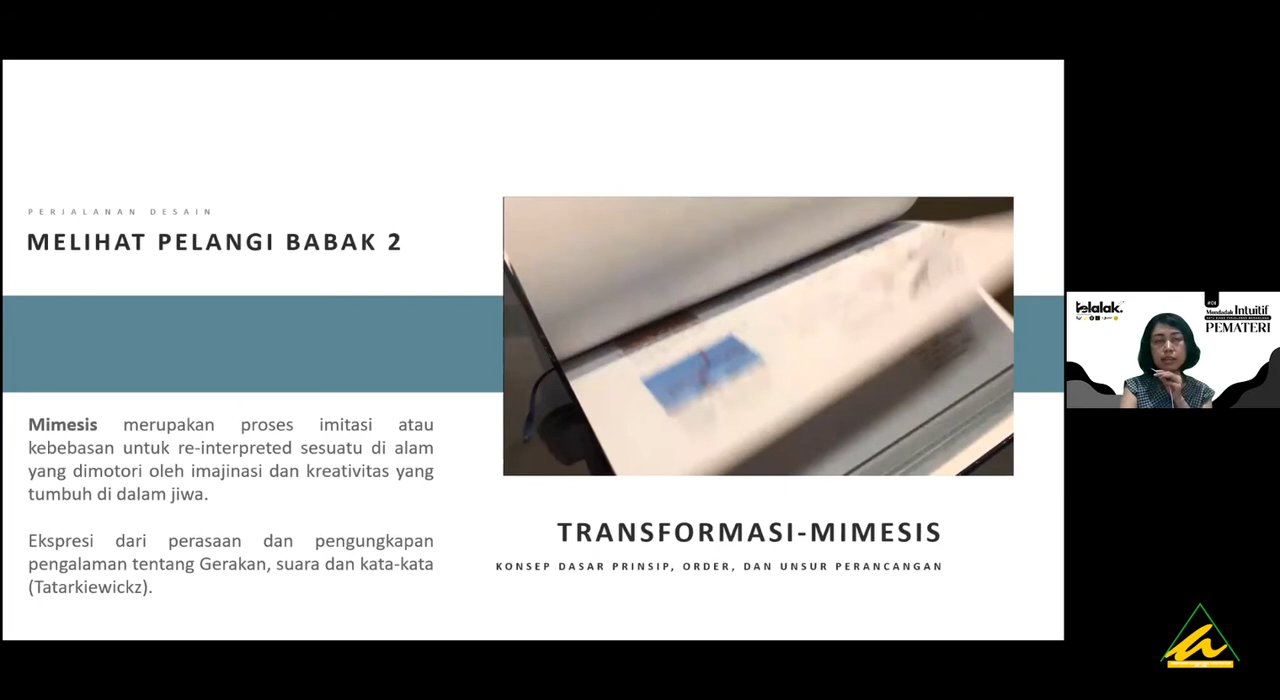 PERJALANAN DESAIN
MELIHAT PELANGI BABAK 2
Mimesis merupakan proses imitasi atau
kebebasan untuk re-interpreted sesuatu di alam
yang dimotori oleh imajinasi dan kreativitas yang
tumbuh di dalam jiwa.
Ekspresi dari perasaan dan pengungkapan
pengalaman tentang Gerakan, suara dan kata-kata
(Tatarkiewickz).
TRANSFORMASI-MIMESIS
KONSEP DASAR PRINSIP, ORDER, DAN UNSUR PERANCANGAN
telalak.
Mendadak Intuitif
PEMATERI